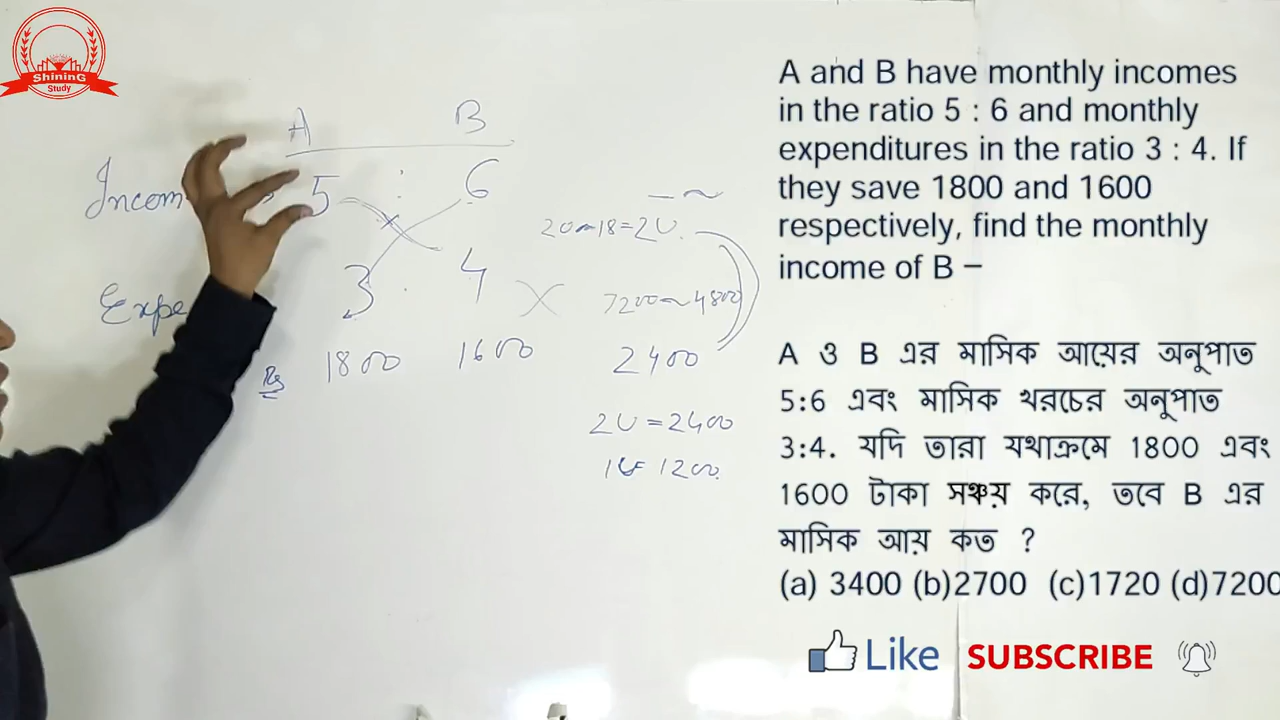 ShininG
Study
A B
5 : 6
3 : 4
1800 1600
20~18=2U
7200~4800
2400
2U=2400
1U=1200
A and B have monthly incomes
in the ratio 5 : 6 and monthly
expenditures in the ratio 3 : 4. If
they save 1800 and 1600
respectively, find the monthly
income of B –
A ও B এর মাসিক আয়ের অনুপাত
5:6 এবং মাসিক খরচের অনুপাত
3:4. যদি তারা যথাক্রমে 1800 এবং
1600 টাকা সঞ্চয় করে, তবে B এর
মাসিক আয় কত ?
(a) 3400 (b)2700 (c)1720 (d)7200
Like SUBSCRIBE